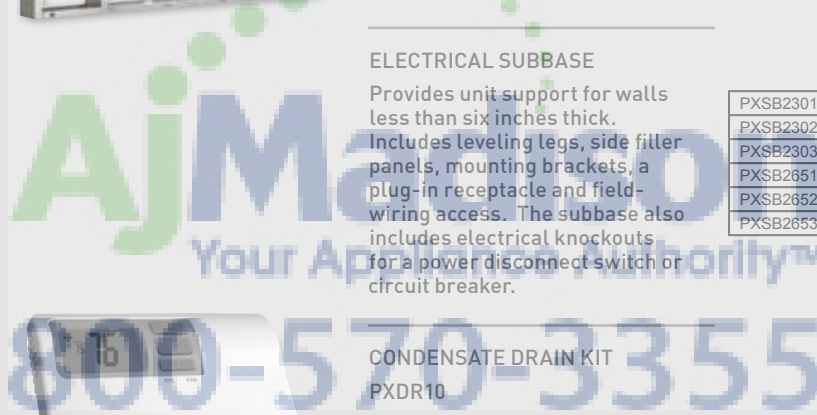 ELECTRICAL SUBBASE
Provides unit support for walls
less than six inches thick.
Includes leveling legs, side filler
panels, mounting brackets, a
plug-in receptacle and field-
wiring access. The subbase also
includes electrical knockouts
for a power disconnect switch or
circuit breaker.
PXSB2301
PXSB2302
PXSB2303
PXSB2651
PXSB2652
PXSB2653
CONDENSATE DRAIN KIT
PXDR10
AjMadison
Your Appliance Authority™
800-570-3355
76